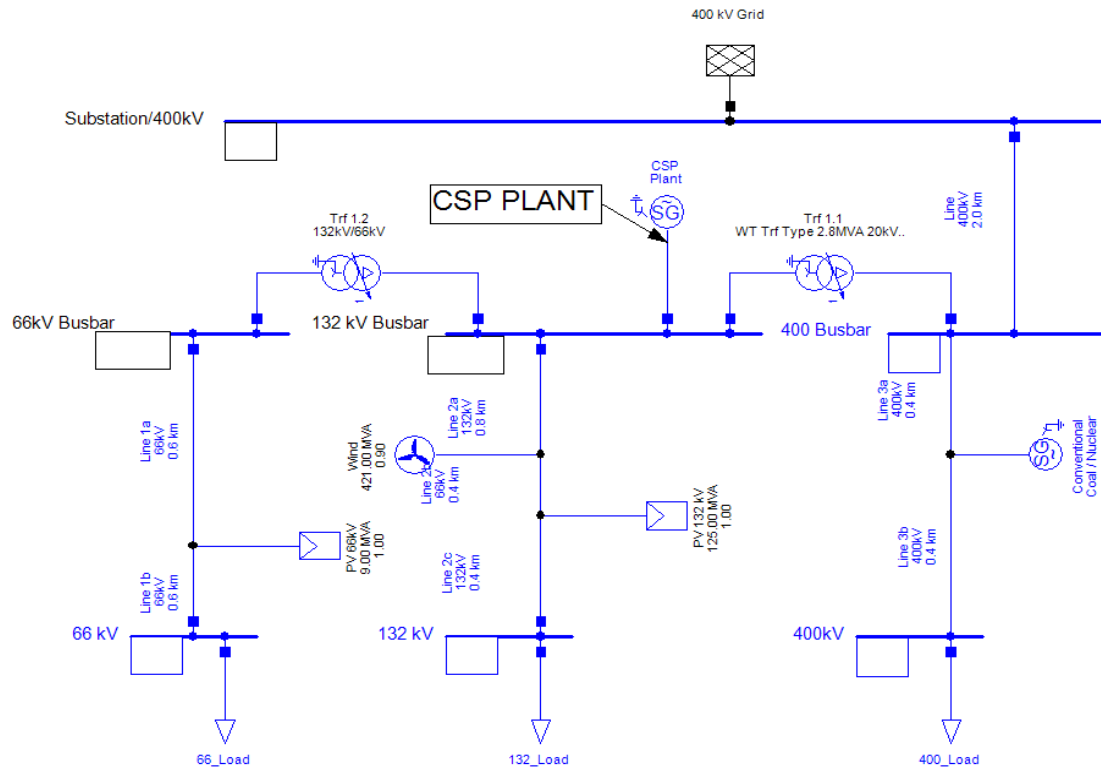 400 kV Grid
Substation/400kV
CSP
Plant
SG
CSP PLANT
Line
400kV
2.0 km
Trf 1.2
132kV/66kV
Trf 1.1
WT Trf Type 2.8MVA 20kV..
66kV Busbar
132 kV Busbar
400 Busbar
Line 1a
66kV
0.6 km
Line 2a
132kV
0.8 km
Line 3a
400kV
0.4 km
Wind
421.00 MVA
0.90
Line 2b
66kV
0.4 km
SG
Conventional
Coal / Nuclear
PV 66kV
9.00 MVA
1.00
PV 132 kV
125.00 MVA
1.00
Line 1b
66kV
0.6 km
Line 2c
132kV
0.4 km
Line 3b
400kV
0.4 km
66 kV
132 kV
400kV
66_Load
132_Load
400_Load